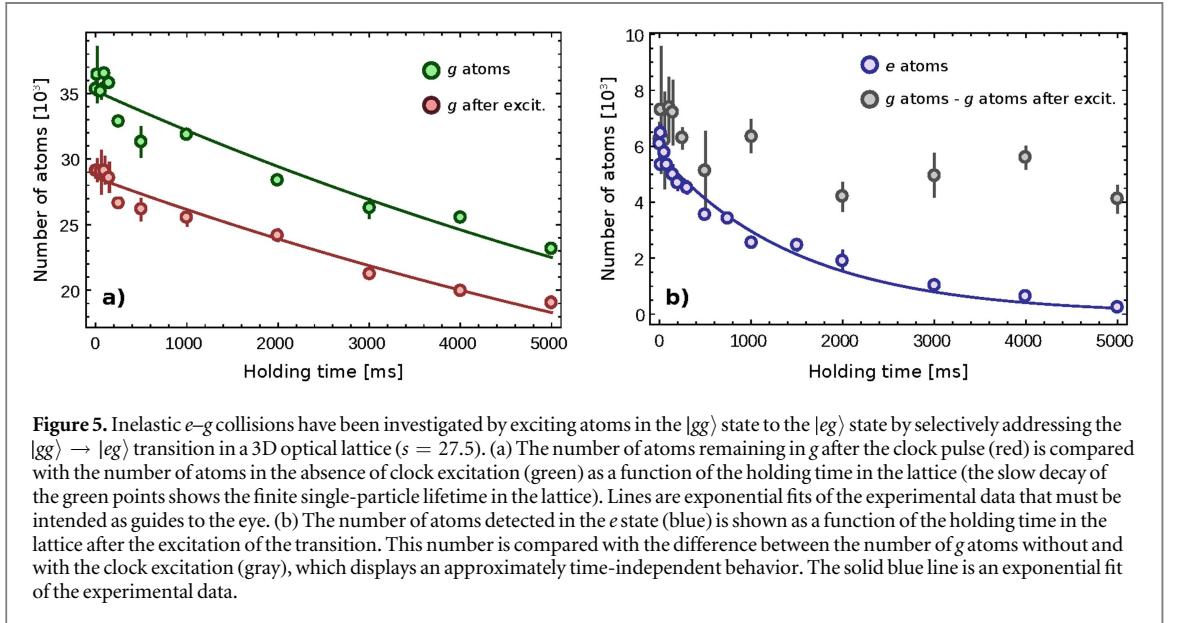 Number of atoms [10³]
35
30
25
20
g atoms
g after excit.
a)
0 1000 2000 3000 4000 5000
Holding time [ms]
Number of atoms [10³]
10
8
6
4
2
0
e atoms
g atoms - g atoms after excit.
b)
0 1000 2000 3000 4000 5000
Holding time [ms]
Figure 5. Inelastic e–g collisions have been investigated by exciting atoms in the |gg⟩ state to the |eg⟩ state by selectively addressing the
|gg⟩ → |eg⟩ transition in a 3D optical lattice (s = 27.5). (a) The number of atoms remaining in g after the clock pulse (red) is compared
with the number of atoms in the absence of clock excitation (green) as a function of the holding time in the lattice (the slow decay of
the green points shows the finite single-particle lifetime in the lattice). Lines are exponential fits of the experimental data that must be
intended as guides to the eye. (b) The number of atoms detected in the e state (blue) is shown as a function of the holding time in the
lattice after the excitation of the transition. This number is compared with the difference between the number of g atoms without and
with the clock excitation (gray), which displays an approximately time-independent behavior. The solid blue line is an exponential fit
of the experimental data.